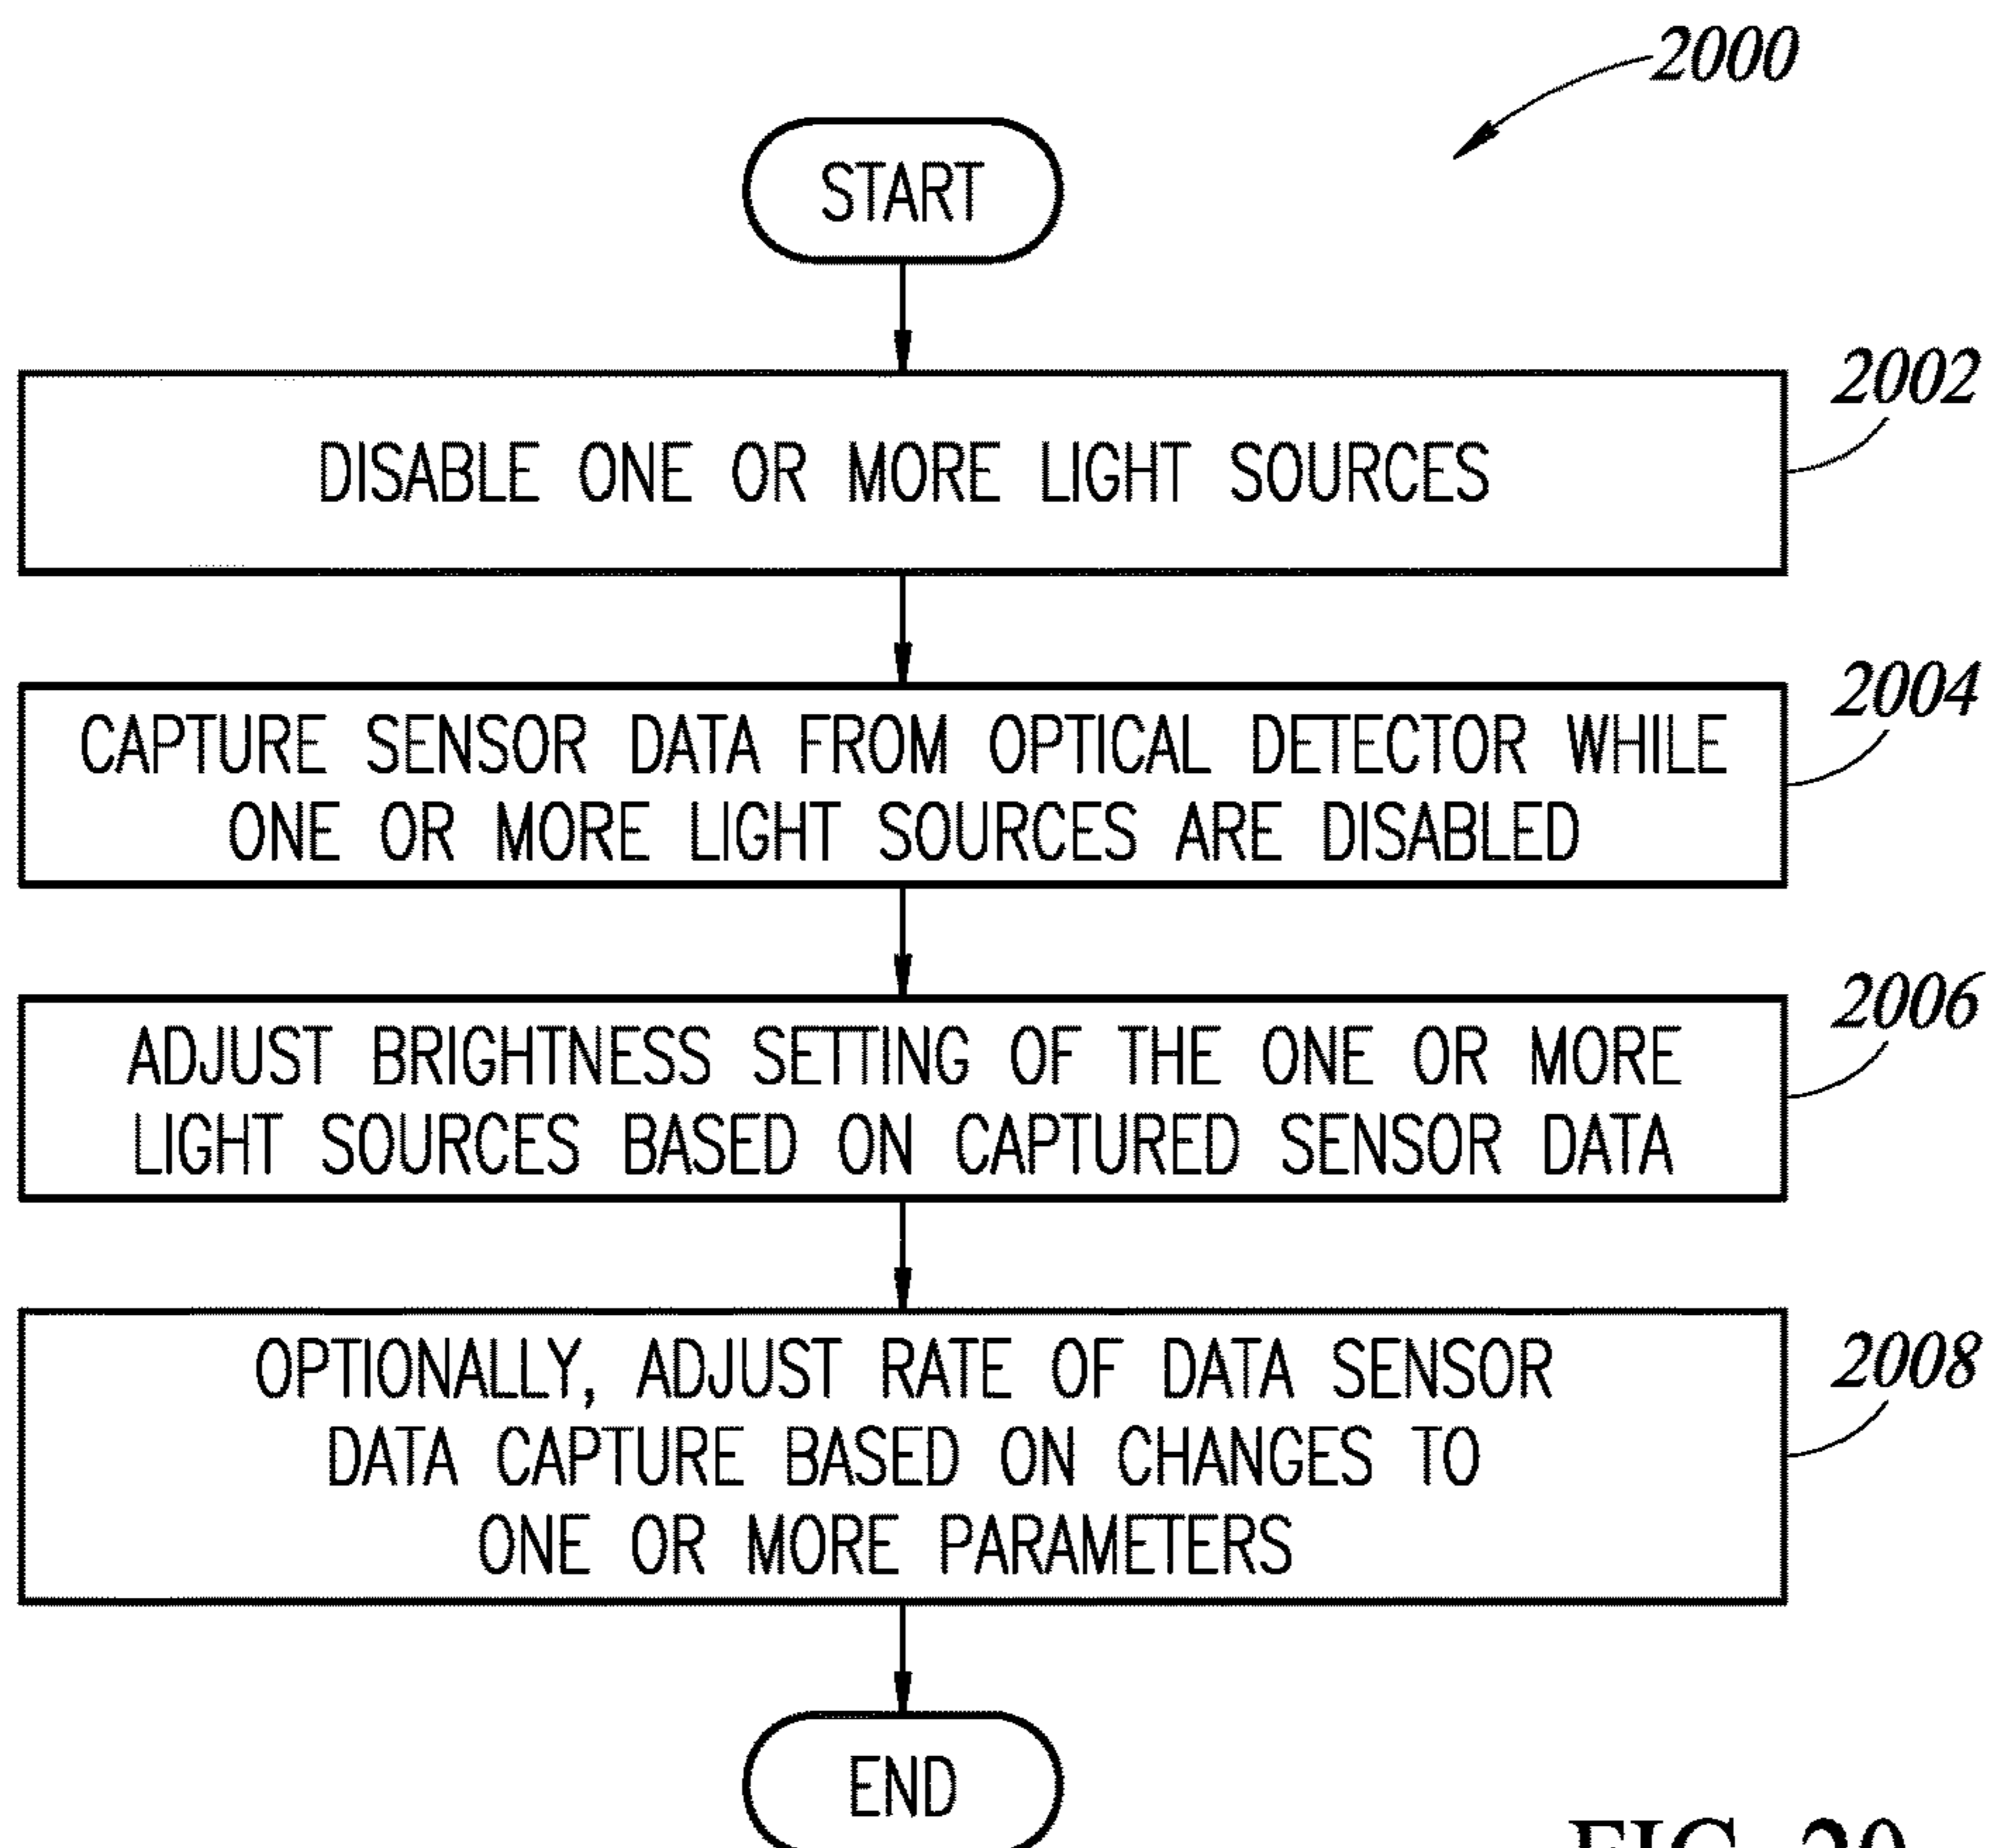 2000
START
2002
DISABLE ONE OR MORE LIGHT SOURCES
2004
CAPTURE SENSOR DATA FROM OPTICAL DETECTOR WHILE
ONE OR MORE LIGHT SOURCES ARE DISABLED
2006
ADJUST BRIGHTNESS SETTING OF THE ONE OR MORE
LIGHT SOURCES BASED ON CAPTURED SENSOR DATA
2008
OPTIONALLY, ADJUST RATE OF DATA SENSOR
DATA CAPTURE BASED ON CHANGES TO
ONE OR MORE PARAMETERS
END
FIG. 20